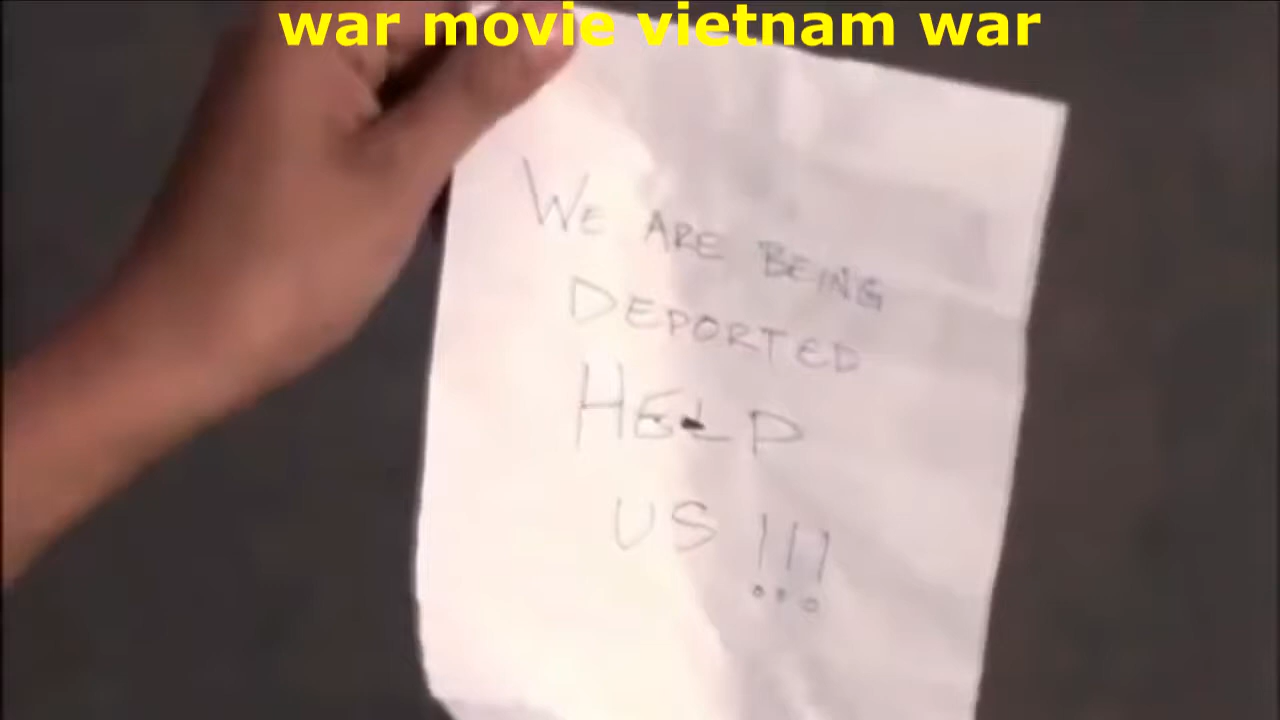 war movie vietnam war
WE ARE BEING
DEPORTED
HELP
US !!!